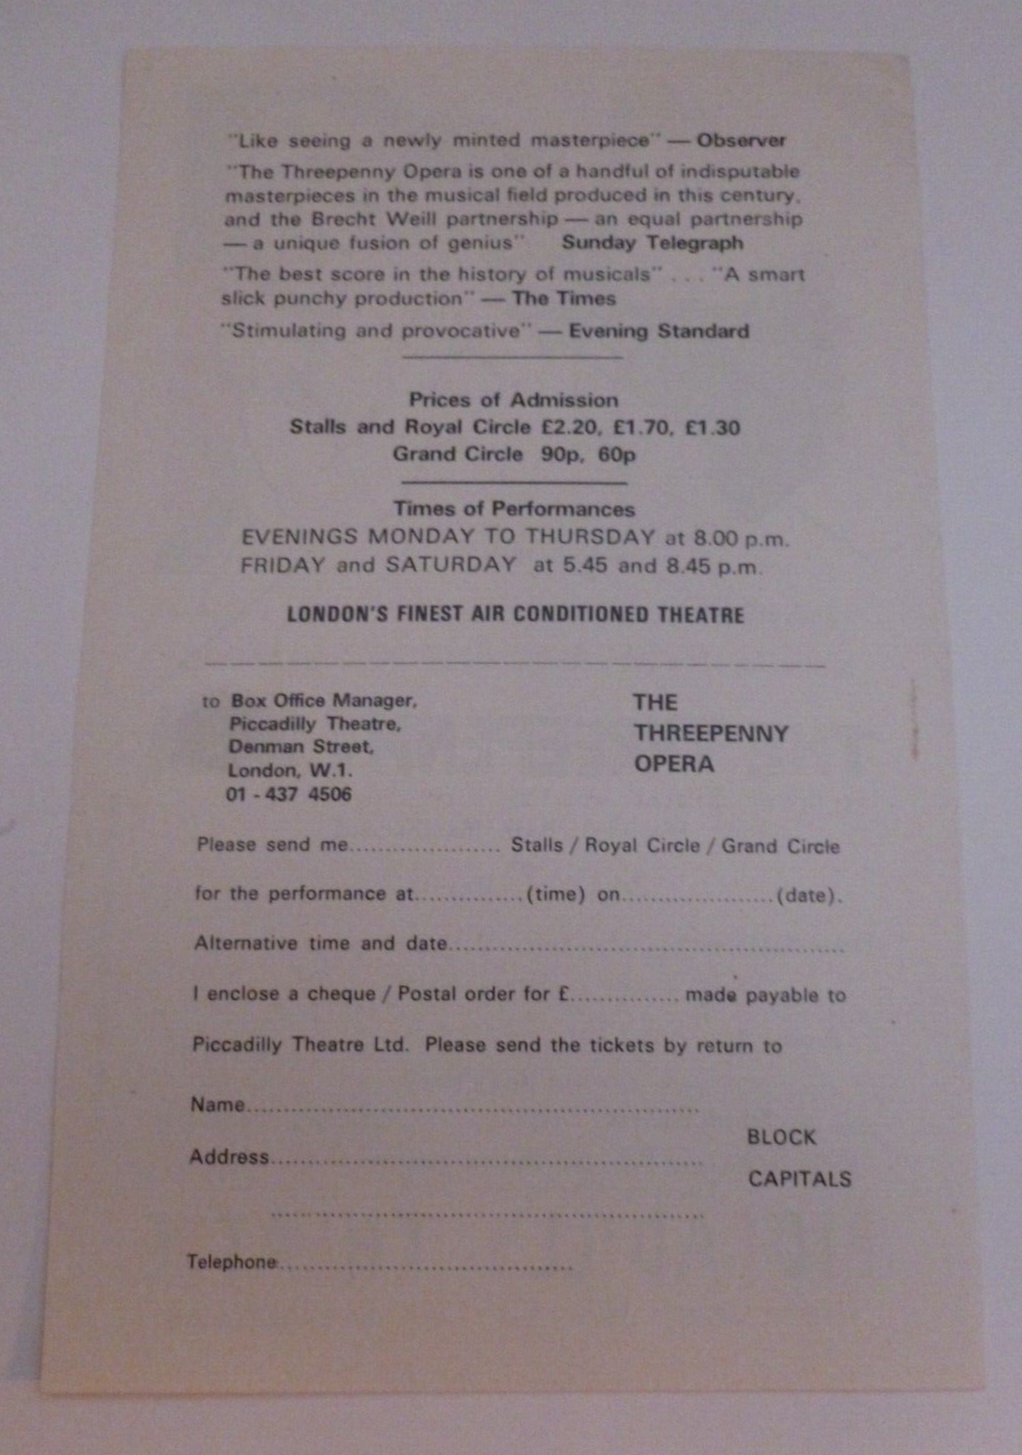 "Like seeing a newly minted masterpiece" — Observer
"The Threepenny Opera is one of a handful of indisputable
masterpieces in the musical field produced in this century,
and the Brecht Weill partnership — an equal partnership
— a unique fusion of genius" Sunday Telegraph
"The best score in the history of musicals" . . . "A smart
slick punchy production" — The Times
"Stimulating and provocative" — Evening Standard
Prices of Admission
Stalls and Royal Circle £2.20, £1.70, £1.30
Grand Circle 90p, 60p
Times of Performances
EVENINGS MONDAY TO THURSDAY at 8.00 p.m.
FRIDAY and SATURDAY at 5.45 and 8.45 p.m.
LONDON'S FINEST AIR CONDITIONED THEATRE
to Box Office Manager,
Piccadilly Theatre,
Denman Street,
London, W.1.
01 - 437 4506
THE
THREEPENNY
OPERA
Please send me.................... Stalls / Royal Circle / Grand Circle
for the performance at...............(time) on.....................(date).
Alternative time and date......................................................
I enclose a cheque / Postal order for £............... made payable to
Piccadilly Theatre Ltd. Please send the tickets by return to
Name..............................................................
Address...........................................................
...........................................................
Telephone........................................
BLOCK
CAPITALS